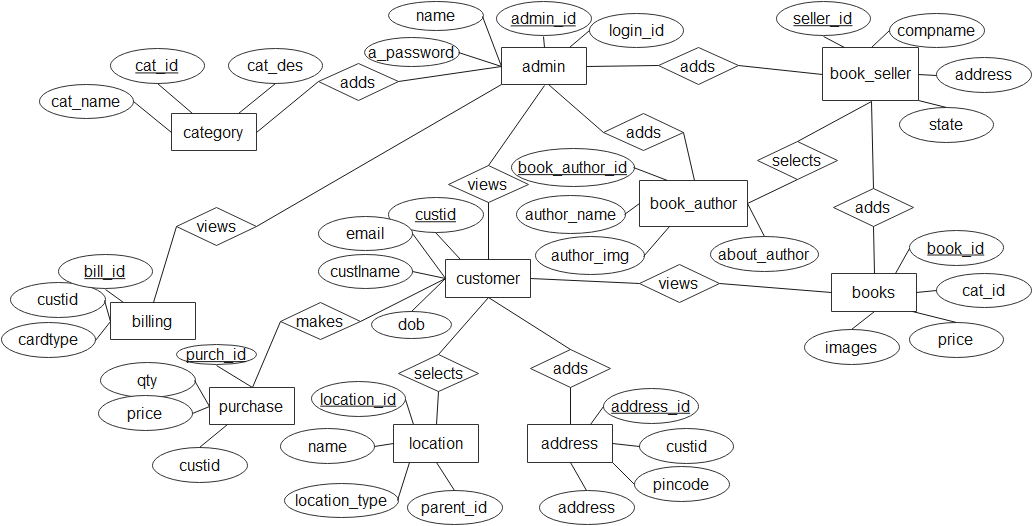 name
admin_id
login_id
seller_id
compname
a_password
cat_id
cat_des
adds
admin
adds
book_seller
address
cat_name
category
adds
state
book_author_id
selects
views
book_author
author_name
adds
custid
views
email
author_img
about_author
book_id
bill_id
custlname
customer
views
books
cat_id
custid
billing
makes
dob
cardtype
images
price
purch_id
qty
selects
adds
price
purchase
location_id
address_id
name
location
address
custid
custid
pincode
location_type
parent_id
address